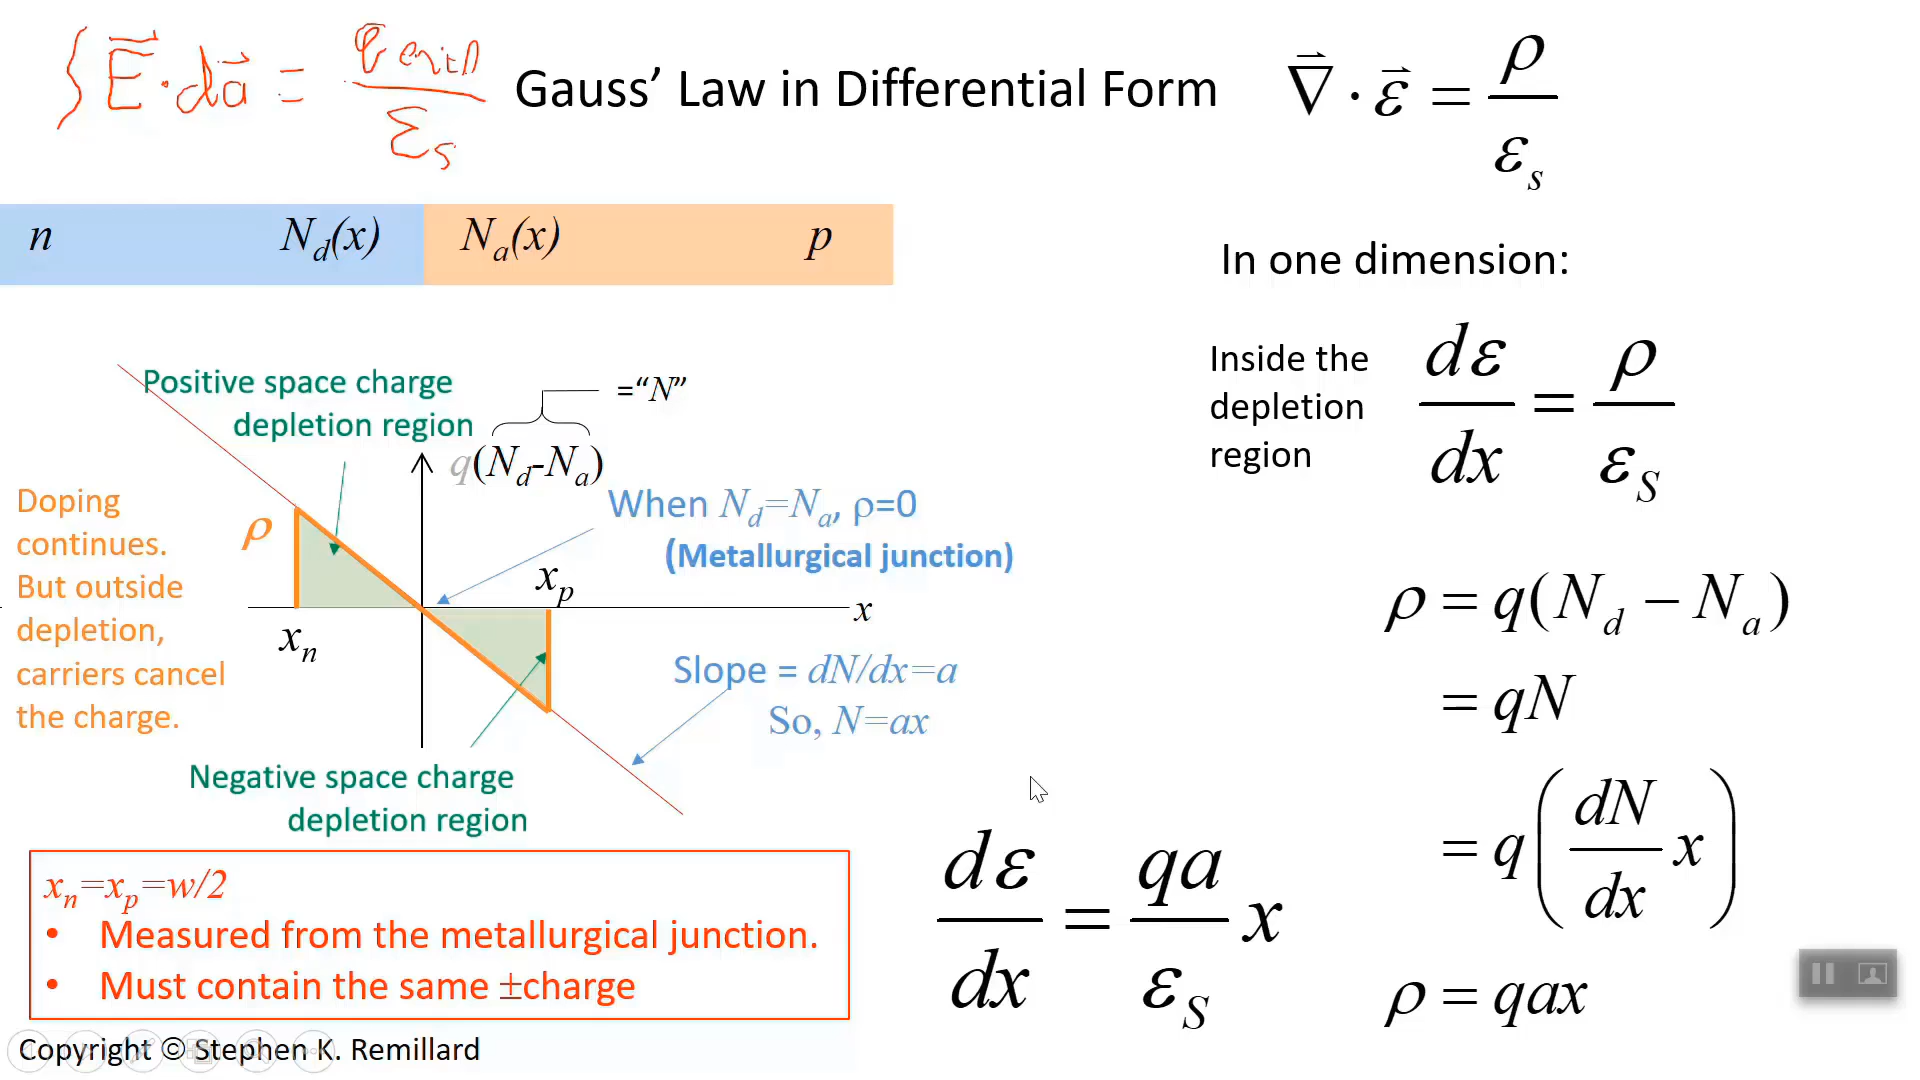 ∫ E⃗ · da⃗ = q encl / εs
Gauss’ Law in Differential Form
∇⃗ · ε⃗ = ρ / εs
n Nd(x) Na(x) p
In one dimension:
Inside the
depletion
region
dε/dx = ρ/εS
Positive space charge
depletion region
=“N”
q(Nd-Na)
When Nd=Na, ρ=0
(Metallurgical junction)
Doping
continues.
But outside
depletion,
carriers cancel
the charge.
ρ
xn
xp
x
Slope = dN/dx=a
So, N=ax
Negative space charge
depletion region
ρ = q(Nd − Na)
= qN
= q(dN/dx x)
ρ = qax
dε/dx = qa/εS x
xn=xp=w/2
• Measured from the metallurgical junction.
• Must contain the same ±charge
Copyright © Stephen K. Remillard